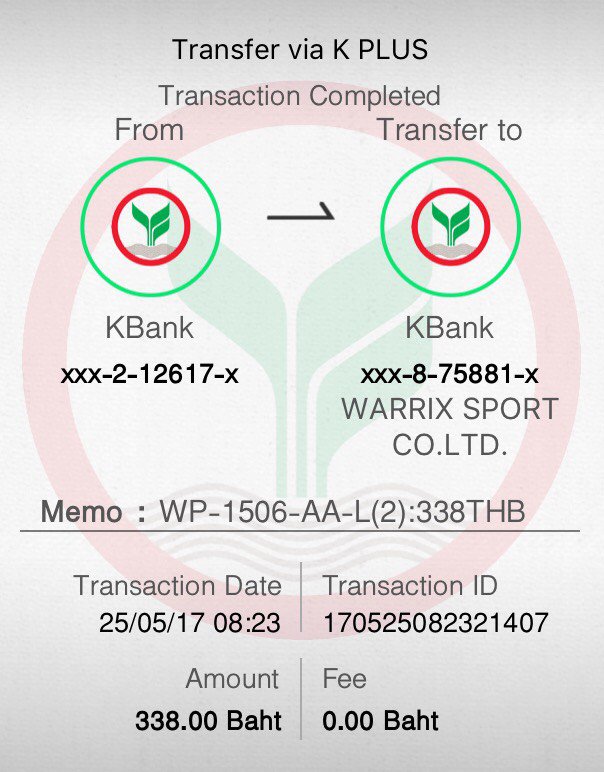 Transfer via K PLUS
Transaction Completed
From
Transfer to
KBank
KBank
xxx-2-12617-x
xxx-8-75881-x
WARRIX SPORT
CO.LTD.
Memo : WP-1506-AA-L(2):338THB
Transaction Date
Transaction ID
25/05/17 08:23
170525082321407
Amount
Fee
338.00 Baht
0.00 Baht